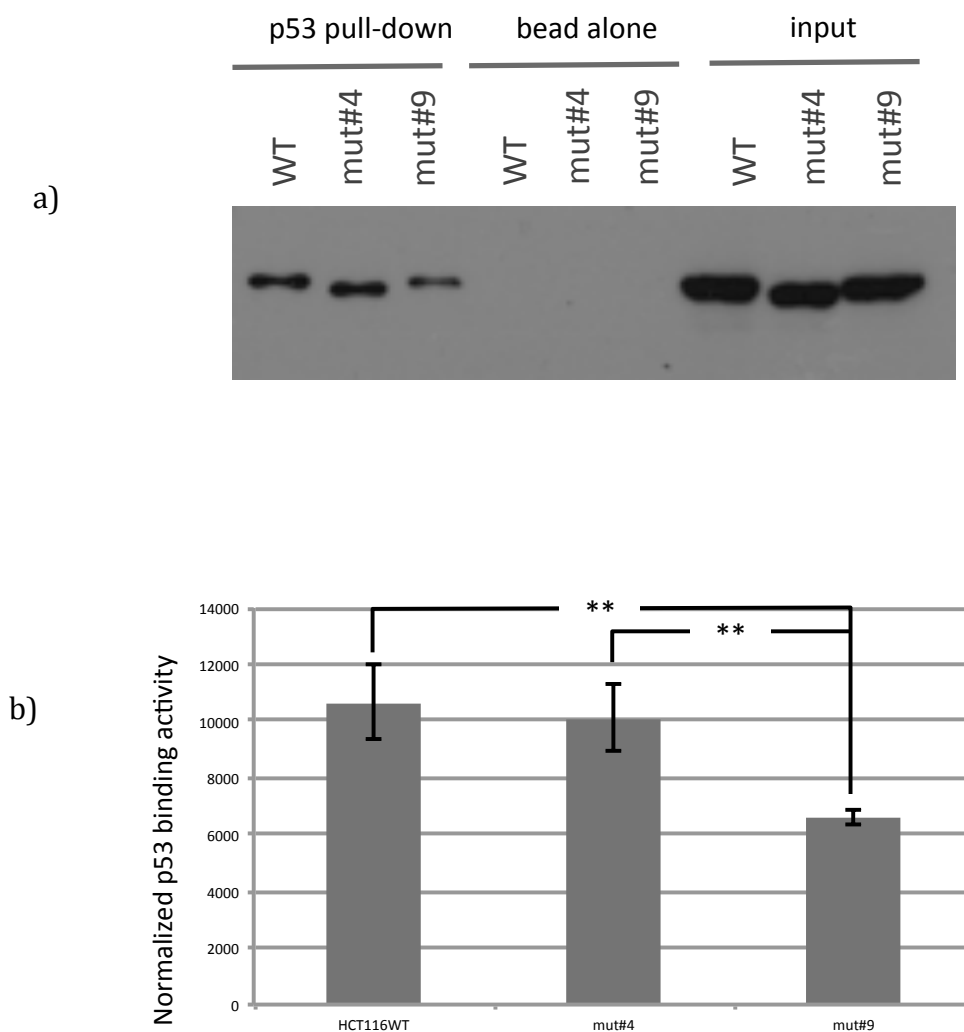 p53 pull-down bead alone input
WT mut#4 mut#9 WT mut#4 mut#9 WT mut#4 mut#9
a)
b)
Normalized p53 binding activity
14000
12000
10000
8000
6000
4000
2000
0
**
**
HCT116WT mut#4 mut#9